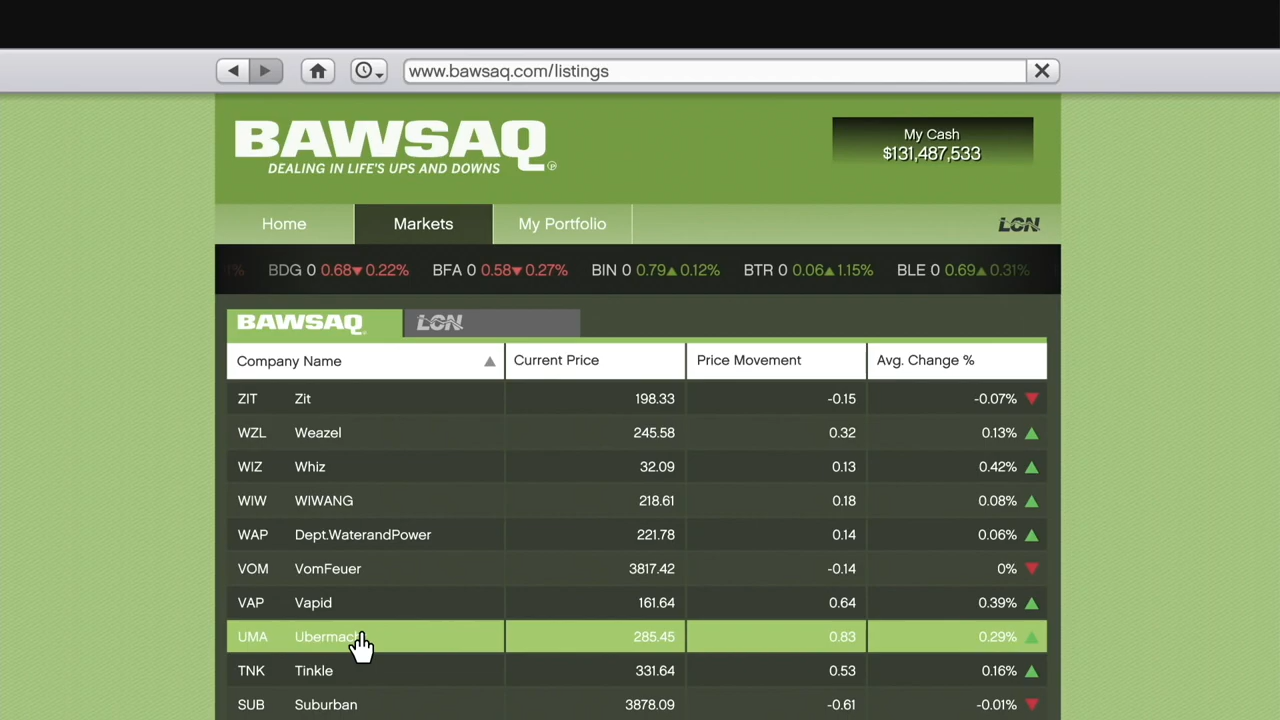 www.bawsaq.com/listings
BAWSAQ
DEALING IN LIFE'S UPS AND DOWNS
My Cash
$131,487,533
Home Markets My Portfolio LCN
1% BDG 0 0.68▼0.22% BFA 0 0.58▼0.27% BIN 0 0.79▲0.12% BTR 0 0.06▲1.15% BLE 0 0.69▲0.31%
BAWSAQ LCN
Company Name Current Price Price Movement Avg. Change %
ZIT Zit 198.33 -0.15 -0.07%
WZL Weazel 245.58 0.32 0.13%
WIZ Whiz 32.09 0.13 0.42%
WIW WIWANG 218.61 0.18 0.08%
WAP Dept.WaterandPower 221.78 0.14 0.06%
VOM VomFeuer 3817.42 -0.14 0%
VAP Vapid 161.64 0.64 0.39%
UMA Ubermach 285.45 0.83 0.29%
TNK Tinkle 331.64 0.53 0.16%
SUB Suburban 3878.09 -0.61 -0.01%